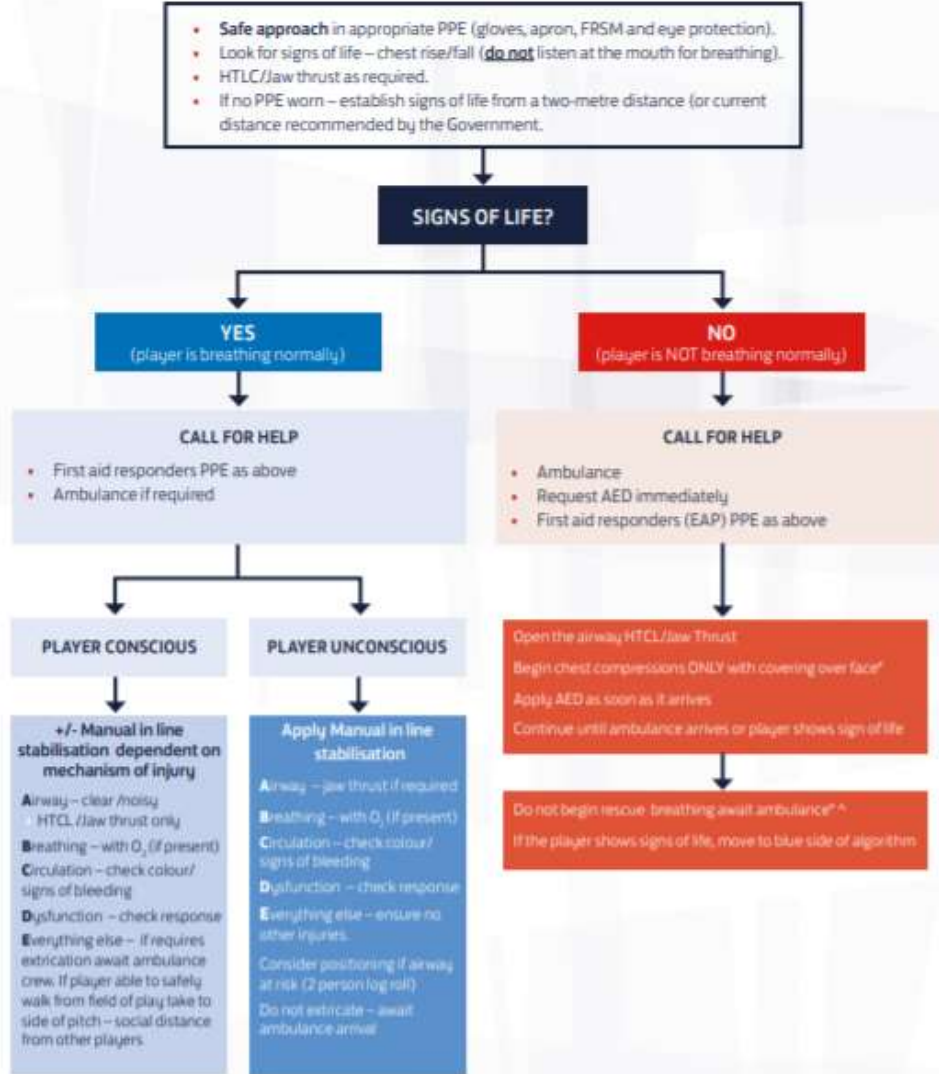 • Safe approach in appropriate PPE (gloves, apron, FRSM and eye protection).
• Look for signs of life – chest rise/fall (do not listen at the mouth for breathing).
• HTLC/Jaw thrust as required.
• If no PPE worn – establish signs of life from a two-metre distance (or current
distance recommended by the Government.
SIGNS OF LIFE?
YES
(player is breathing normally)
NO
(player is NOT breathing normally)
CALL FOR HELP
• First aid responders PPE as above
• Ambulance if required
CALL FOR HELP
• Ambulance
• Request AED immediately
• First aid responders (EAP) PPE as above
PLAYER CONSCIOUS
+/- Manual in line
stabilisation dependent on
mechanism of injury
Airway – clear /noisy
HTCL /Jaw thrust only
Breathing – with O₂ (if present)
Circulation – check colour/
signs of bleeding
Dysfunction – check response
Everything else – if requires
extrication await ambulance
crew. If player able to safely
walk from field of play take to
side of pitch – social distance
from other players
PLAYER UNCONSCIOUS
Apply Manual in line
stabilisation
Airway – jaw thrust if required
Breathing – with O₂ (if present)
Circulation – check colour/
signs of bleeding
Dysfunction – check response
Everything else – ensure no
other injuries.
Consider positioning if airway
at risk (2 person log roll)
Do not extricate – await
ambulance arrival
Open the airway HTCL/Jaw Thrust
Begin chest compressions ONLY with covering over face*
Apply AED as soon as it arrives
Continue until ambulance arrives or player shows sign of life
Do not begin rescue breathing await ambulance* ^
If the player shows signs of life, move to blue side of algorithm